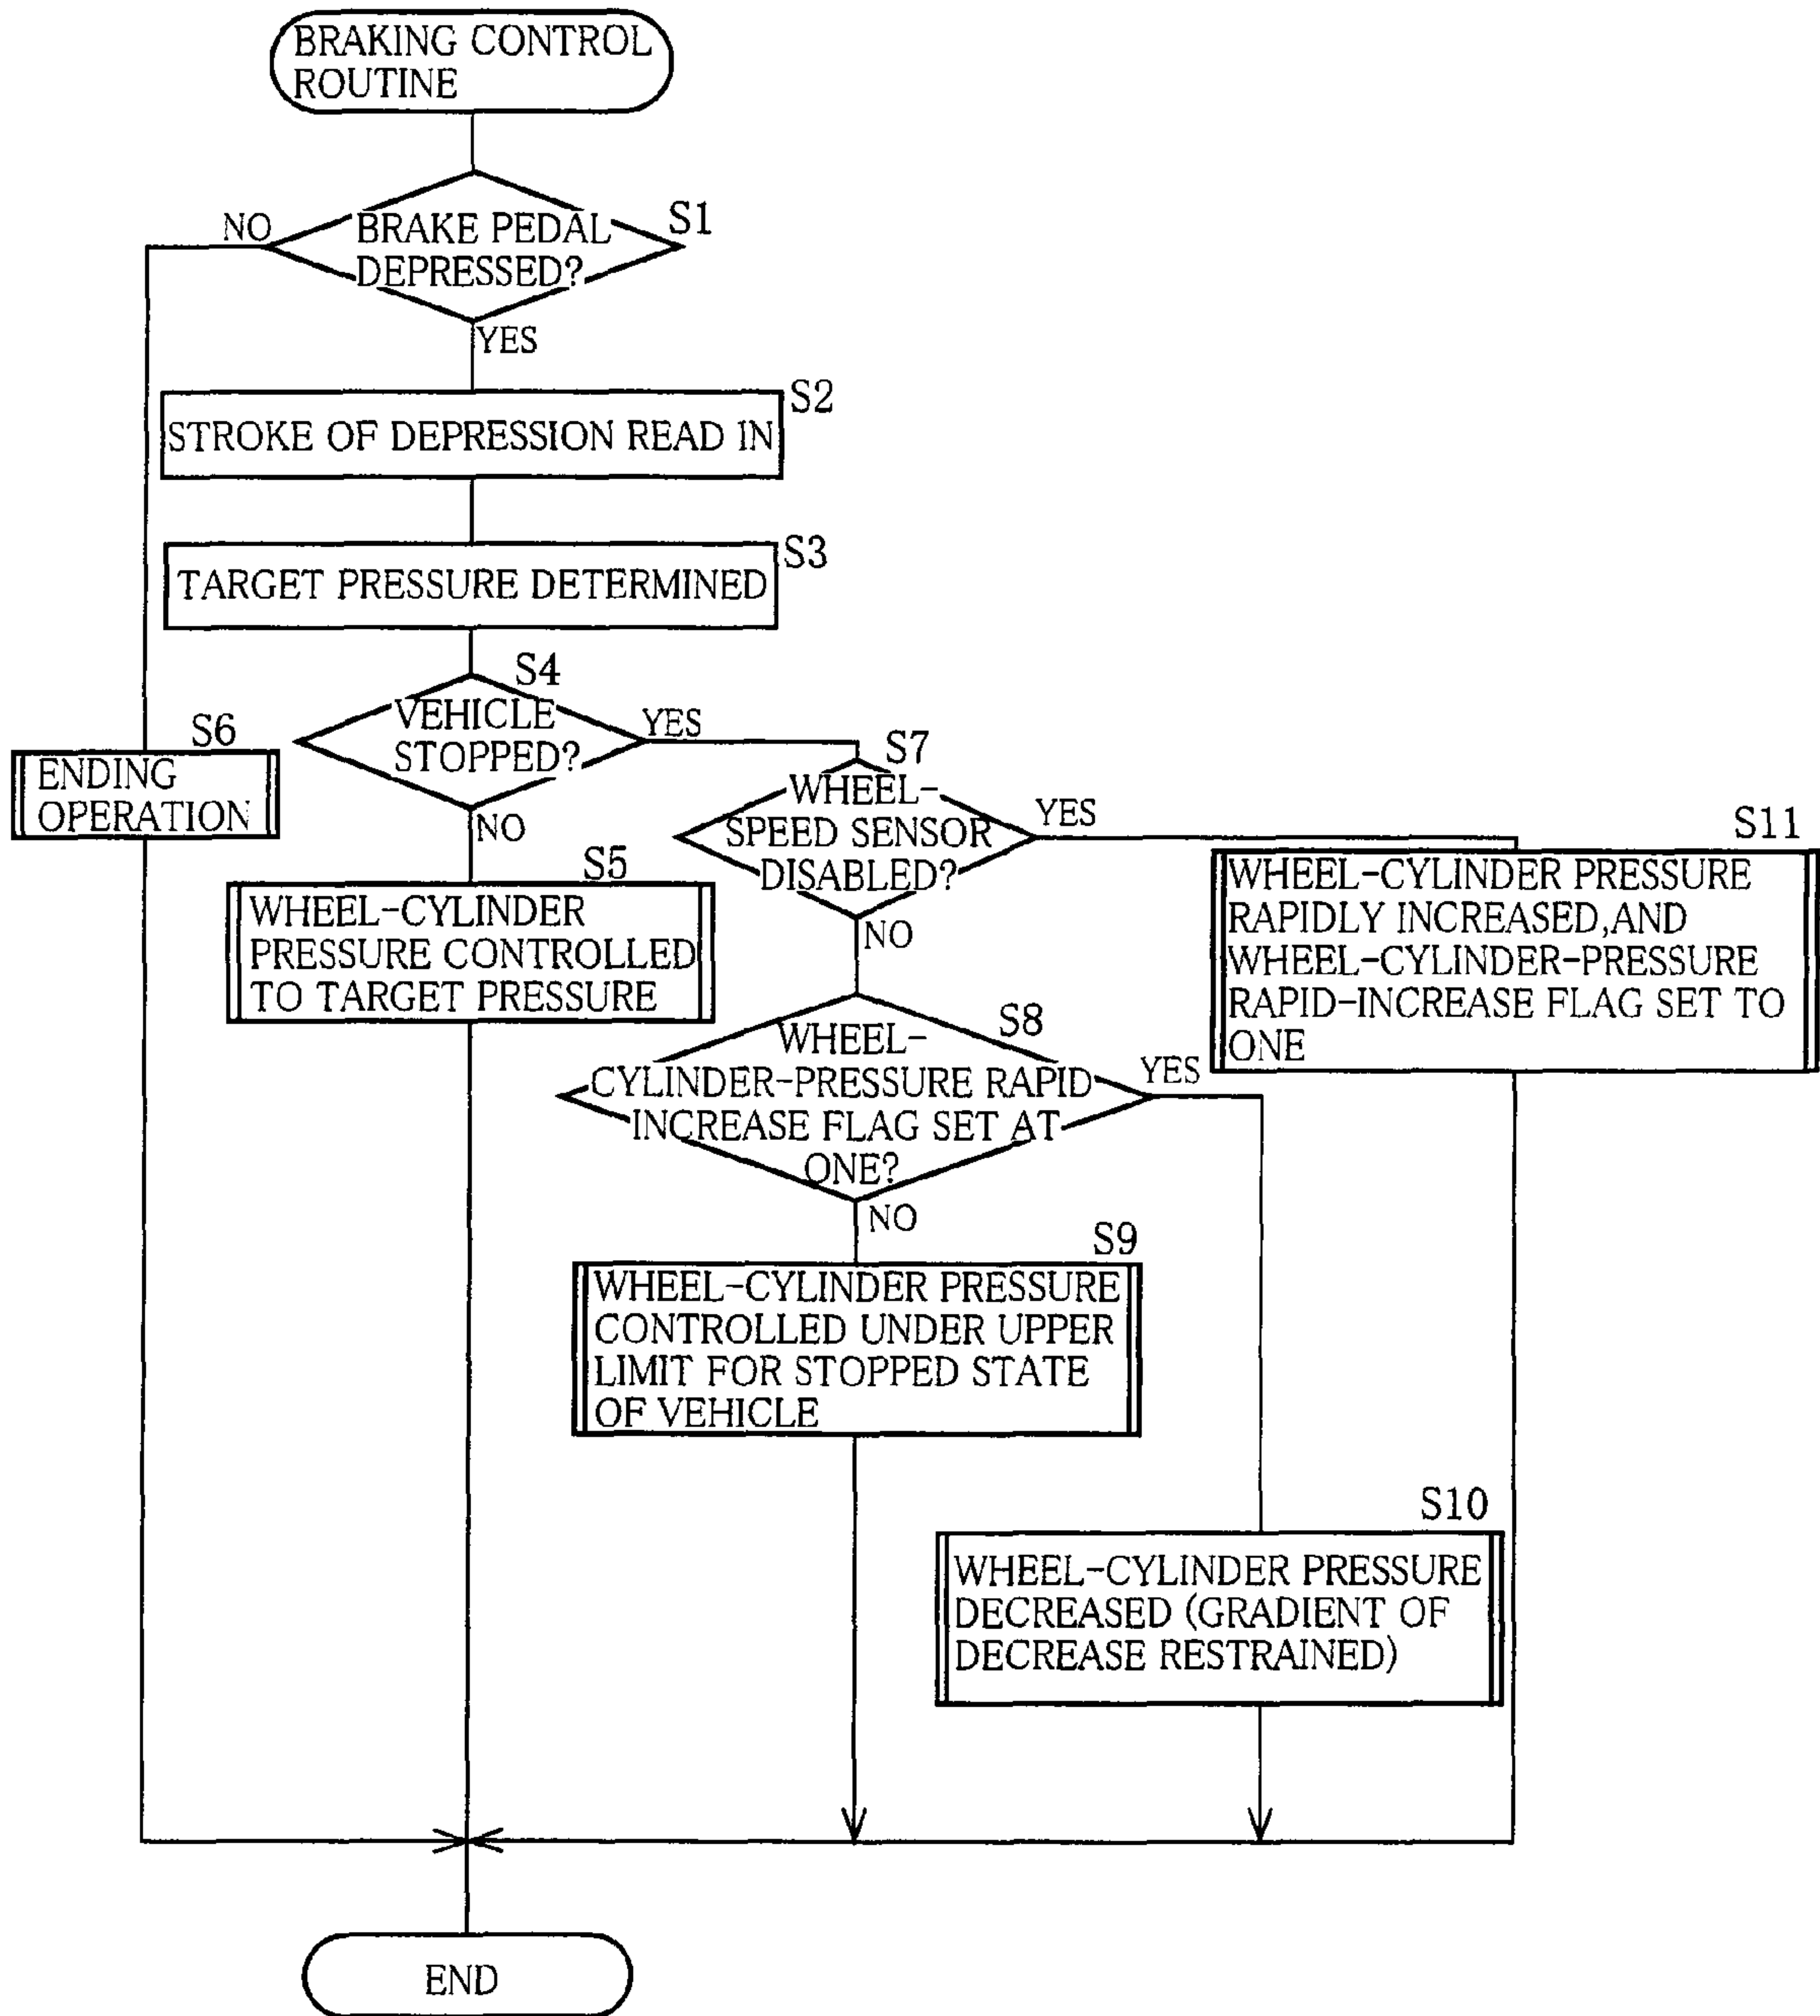 BRAKING CONTROL
ROUTINE
NO
BRAKE PEDAL
DEPRESSED?
S1
YES
S2
STROKE OF DEPRESSION READ IN
S3
TARGET PRESSURE DETERMINED
S4
VEHICLE
STOPPED?
YES
NO
S6
ENDING
OPERATION
S5
WHEEL-CYLINDER
PRESSURE CONTROLLED
TO TARGET PRESSURE
S7
WHEEL-
SPEED SENSOR
DISABLED?
YES
NO
S11
WHEEL-CYLINDER PRESSURE
RAPIDLY INCREASED,AND
WHEEL-CYLINDER-PRESSURE
RAPID-INCREASE FLAG SET TO
ONE
S8
WHEEL-
CYLINDER-PRESSURE RAPID
INCREASE FLAG SET AT
ONE?
YES
NO
S9
WHEEL-CYLINDER PRESSURE
CONTROLLED UNDER UPPER
LIMIT FOR STOPPED STATE
OF VEHICLE
S10
WHEEL-CYLINDER PRESSURE
DECREASED (GRADIENT OF
DECREASE RESTRAINED)
END